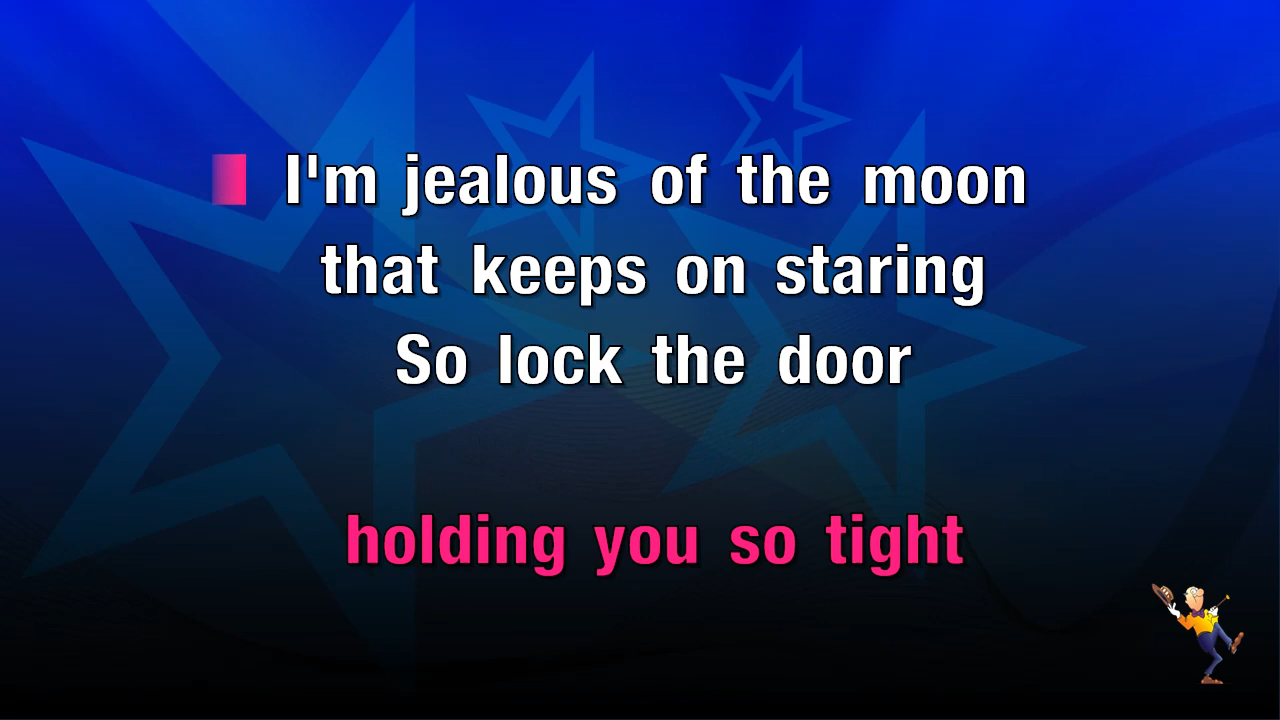 I'm jealous of the moon
that keeps on staring
So lock the door
holding you so tight